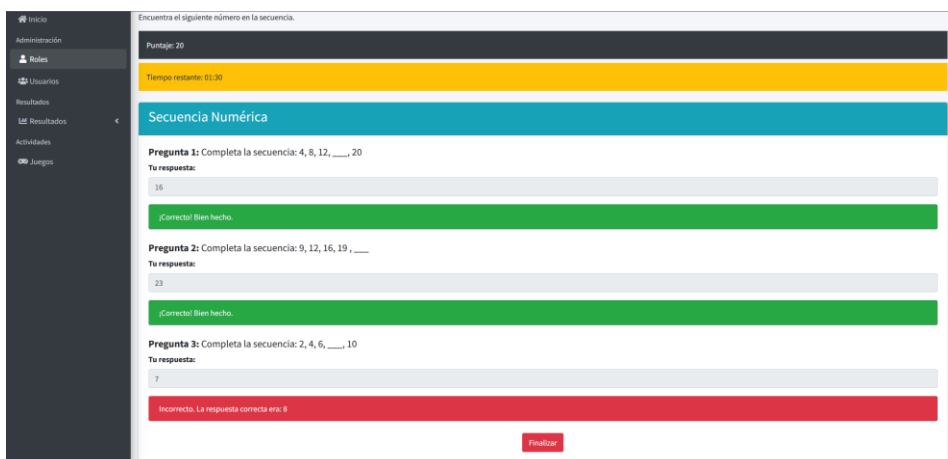 Inicio
Administración
Roles
Usuarios
Resultados
Resultados
Actividades
Juegos
Encuentra el siguiente número en la secuencia.
Puntaje: 20
Tiempo restante: 01:30
Secuencia Numérica
Pregunta 1: Completa la secuencia: 4, 8, 12, ___, 20
Tu respuesta:
16
¡Correcto! Bien hecho.
Pregunta 2: Completa la secuencia: 9, 12, 16, 19 , ___
Tu respuesta:
23
¡Correcto! Bien hecho.
Pregunta 3: Completa la secuencia: 2, 4, 6, ___, 10
Tu respuesta:
7
Incorrecto. La respuesta correcta era: 8
Finalizar